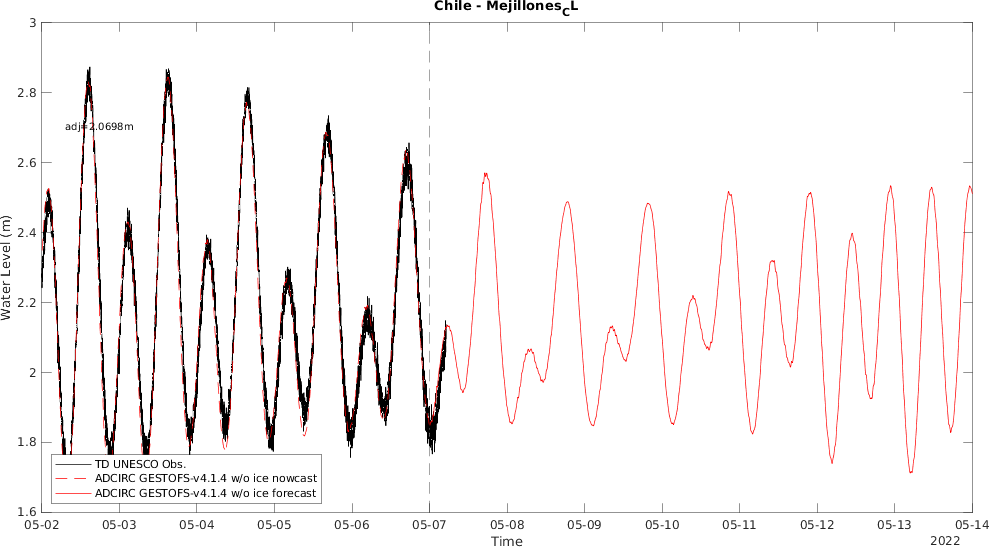 Chile - Mejillones_CL
3
2.8
2.6
2.4
2.2
2
1.8
1.6
Water Level (m)
adj=2.0698m
TD UNESCO Obs.
ADCIRC GESTOFS-v4.1.4 w/o ice nowcast
ADCIRC GESTOFS-v4.1.4 w/o ice forecast
05-02 05-03 05-04 05-05 05-06 05-07 05-08 05-09 05-10 05-11 05-12 05-13 05-14
Time
2022